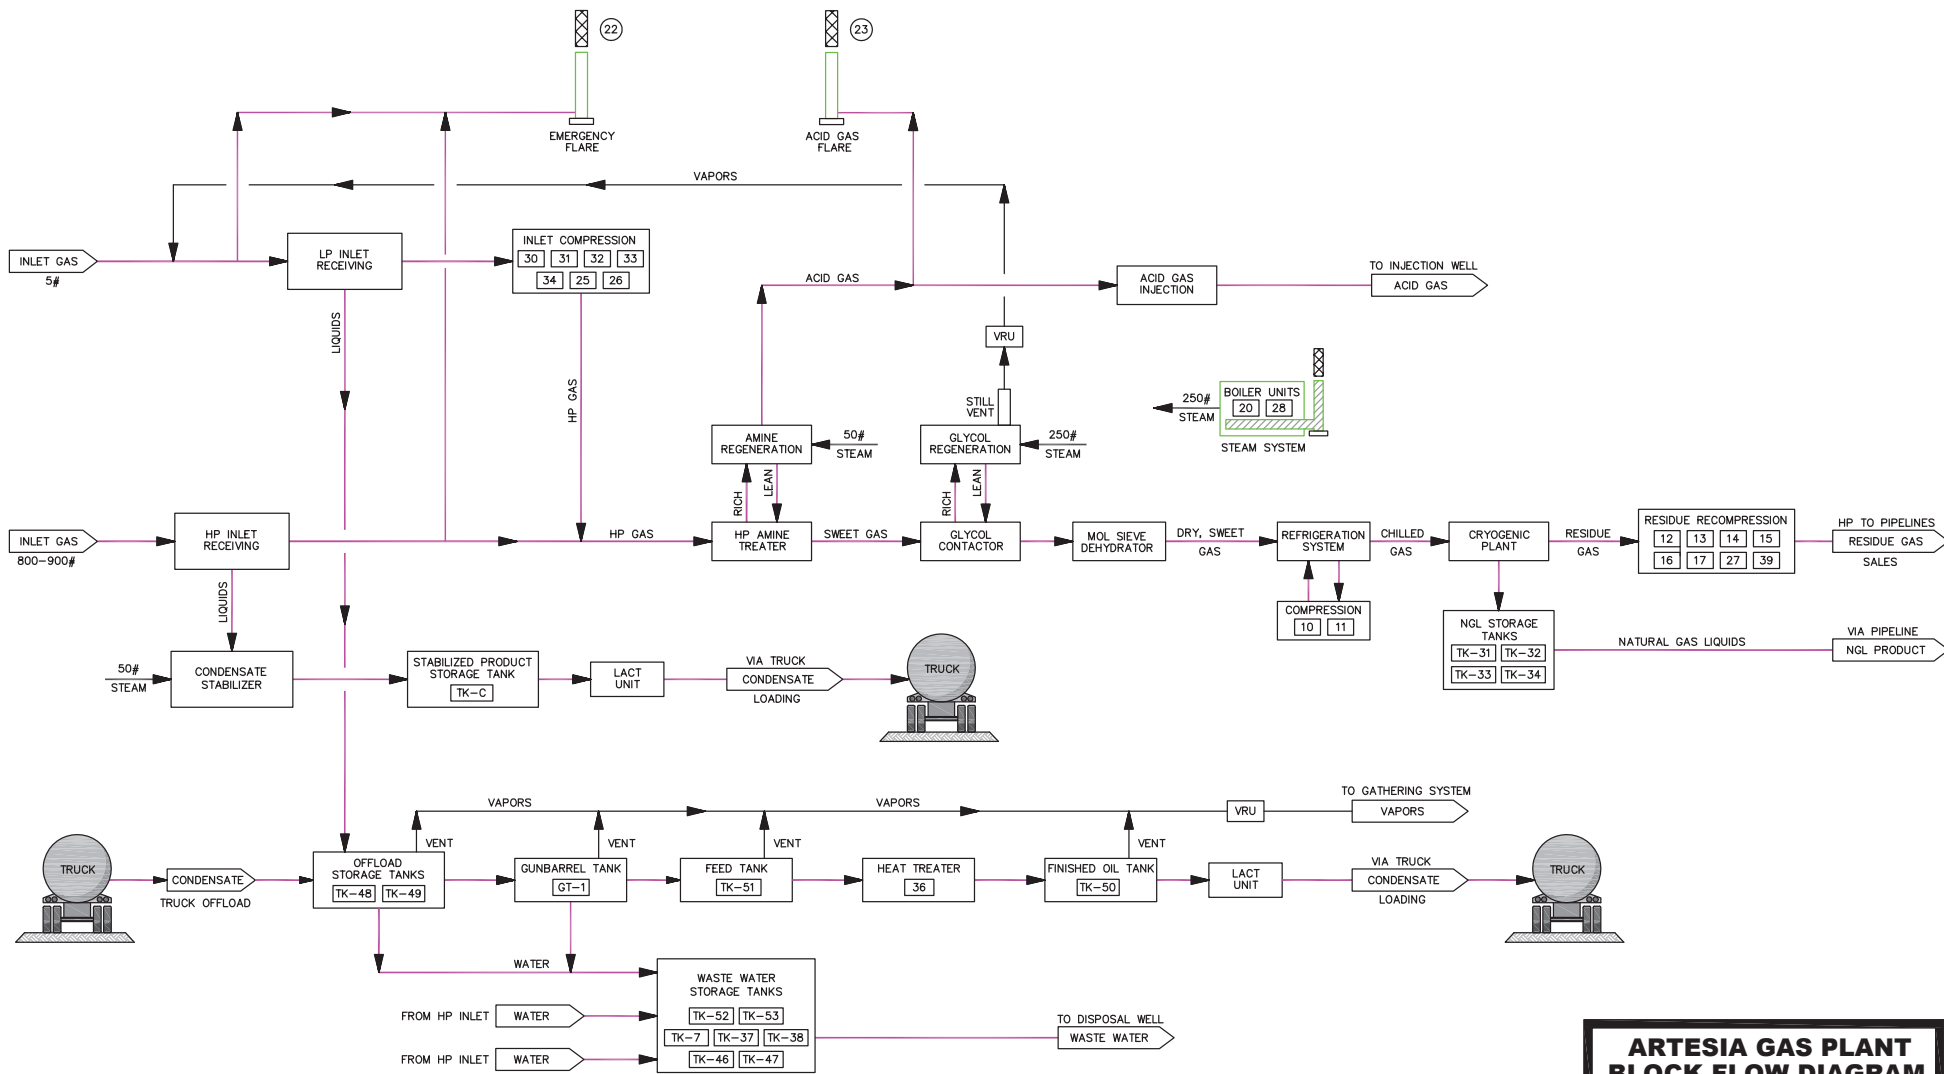 22
23
EMERGENCY
FLARE
ACID GAS
FLARE
VAPORS
INLET GAS
5#
LP INLET
RECEIVING
INLET COMPRESSION
30 31 32 33
34 25 26
LIQUIDS
HP GAS
ACID GAS
ACID GAS
INJECTION
TO INJECTION WELL
ACID GAS
VRU
STILL
VENT
250#
STEAM
BOILER UNITS
20 28
STEAM SYSTEM
AMINE
REGENERATION
50#
STEAM
GLYCOL
REGENERATION
250#
STEAM
RICH
LEAN
RICH
LEAN
INLET GAS
800-900#
HP INLET
RECEIVING
HP GAS
HP AMINE
TREATER
SWEET GAS
GLYCOL
CONTACTOR
MOL SIEVE
DEHYDRATOR
DRY, SWEET
GAS
REFRIGERATION
SYSTEM
CHILLED
GAS
CRYOGENIC
PLANT
RESIDUE
GAS
RESIDUE RECOMPRESSION
12 13 14 15
16 17 27 39
HP TO PIPELINES
RESIDUE GAS
SALES
LIQUIDS
COMPRESSION
10 11
NGL STORAGE
TANKS
TK-31 TK-32
TK-33 TK-34
NATURAL GAS LIQUIDS
VIA PIPELINE
NGL PRODUCT
50#
STEAM
CONDENSATE
STABILIZER
STABILIZED PRODUCT
STORAGE TANK
TK-C
LACT
UNIT
VIA TRUCK
CONDENSATE
LOADING
TRUCK
VAPORS
VAPORS
VRU
TO GATHERING SYSTEM
VAPORS
VENT
VENT
VENT
VENT
TRUCK
CONDENSATE
TRUCK OFFLOAD
OFFLOAD
STORAGE TANKS
TK-48 TK-49
GUNBARREL TANK
GT-1
FEED TANK
TK-51
HEAT TREATER
36
FINISHED OIL TANK
TK-50
LACT
UNIT
VIA TRUCK
CONDENSATE
LOADING
TRUCK
WATER
WASTE WATER
STORAGE TANKS
TK-52 TK-53
TK-7 TK-37 TK-38
TK-46 TK-47
FROM HP INLET
WATER
FROM HP INLET
WATER
TO DISPOSAL WELL
WASTE WATER
ARTESIA GAS PLANT
BLOCK FLOW DIAGRAM